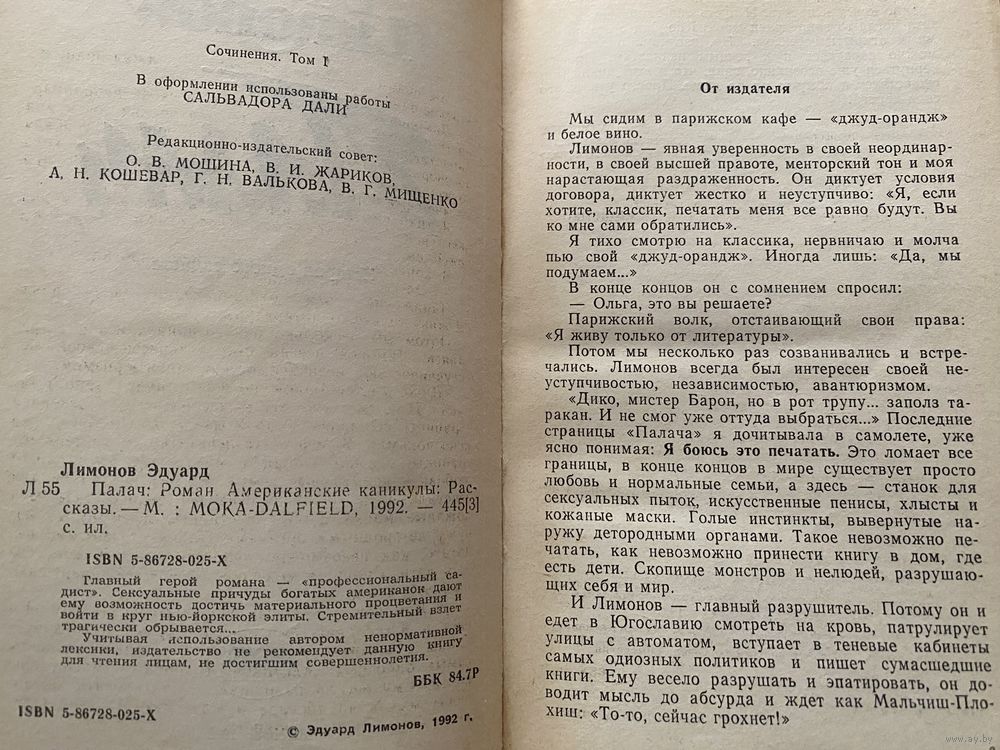 Сочинения. Том I
В оформлении использованы работы
САЛЬВАДОРА ДАЛИ
Редакционно-издательский совет:
О. В. МОШИНА, В. И. ЖАРИКОВ,
А. Н. КОШЕВАР, Г. Н. ВАЛЬКОВА, В. Г. МИЩЕНКО
Лимонов Эдуард
Л 55 Палач: Роман Американские каникулы: Рас-
сказы. — М. : MOKA-DALFIELD, 1992. — 445[3]
с. ил.
ISBN 5-86728-025-X
Главный герой романа — «профессиональный са-
дист». Сексуальные причуды богатых американок дают
ему возможность достичь материального процветания и
войти в круг нью-йоркской элиты. Стремительный взлет
трагически обрывается...
Учитывая использование автором ненормативной
лексики, издательство не рекомендует данную книгу
для чтения лицам, не достигшим совершеннолетия.
ББК 84.7Р
ISBN 5-86728-025-X
© Эдуард Лимонов, 1992 г.
От издателя
Мы сидим в парижском кафе — «джуд-орандж»
и белое вино.
Лимонов — явная уверенность в своей неординар-
ности, в своей высшей правоте, менторский тон и моя
нарастающая раздраженность. Он диктует условия
договора, диктует жестко и неуступчиво: «Я, если
хотите, классик, печатать меня все равно будут. Вы
ко мне сами обратились».
Я тихо смотрю на классика, нервничаю и молча
пью свой «джуд-орандж». Иногда лишь: «Да, мы
подумаем...»
В конце концов он с сомнением спросил:
— Ольга, это вы решаете?
Парижский волк, отстаивающий свои права:
«Я живу только от литературы».
Потом мы несколько раз созванивались и встре-
чались. Лимонов всегда был интересен своей не-
уступчивостью, независимостью, авантюризмом.
«Дико, мистер Барон, но в рот трупу... заполз та-
ракан. И не смог уже оттуда выбраться...» Последние
страницы «Палача» я дочитывала в самолете, уже
ясно понимая: Я боюсь это печатать. Это ломает все
границы, в конце концов в мире существует просто
любовь и нормальные семьи, а здесь — станок для
сексуальных пыток, искусственные пенисы, хлысты и
кожаные маски. Голые инстинкты, вывернутые на-
ружу детородными органами. Такое невозможно пе-
чатать, как невозможно принести книгу в дом, где
есть дети. Скопище монстров и нелюдей, разрушаю-
щих себя и мир.
И Лимонов — главный разрушитель. Потому он и
едет в Югославию смотреть на кровь, патрулирует
улицы с автоматом, вступает в теневые кабинеты
самых одиозных политиков и пишет сумасшедшие
книги. Ему весело разрушать и эпатировать, он до-
водит мысль до абсурда и ждет как Мальчиш-Пло-
хиш: «То-то, сейчас грохнет!»
www.ay.by